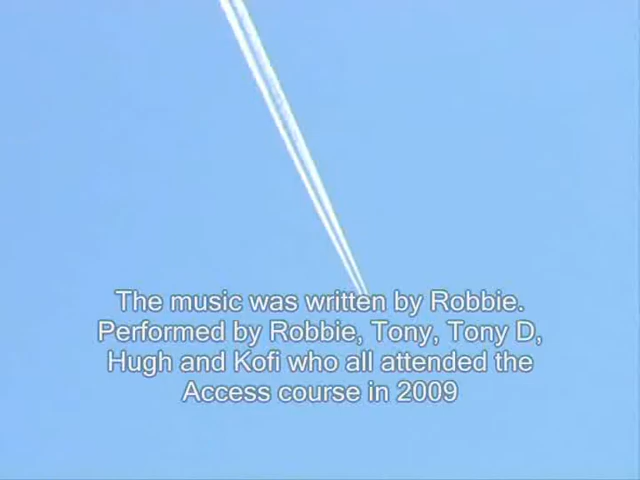 The music was written by Robbie.
Performed by Robbie, Tony, Tony D,
Hugh and Kofi who all attended the
Access course in 2009